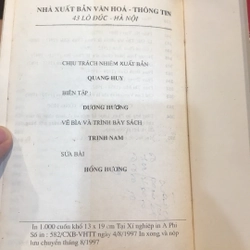 NHÀ XUẤT BẢN VĂN HOÁ - THÔNG TIN
43 LÒ ĐÚC - HÀ NỘI
CHỊU TRÁCH NHIỆM XUẤT BẢN
QUANG HUY
BIÊN TẬP :
DƯƠNG HƯƠNG
VẼ BÌA VÀ TRÌNH BÀY SÁCH
TRỊNH NAM
SỬA BÀI
HỒNG HƯƠNG
In 1.000 cuốn khổ 13 x 19 cm Tại Xí nghiệp in A Phi
Số in : 582/CXB-VHTT ngày 4/8/1997 In xong và nộp
lưu chuyển tháng 8/1997